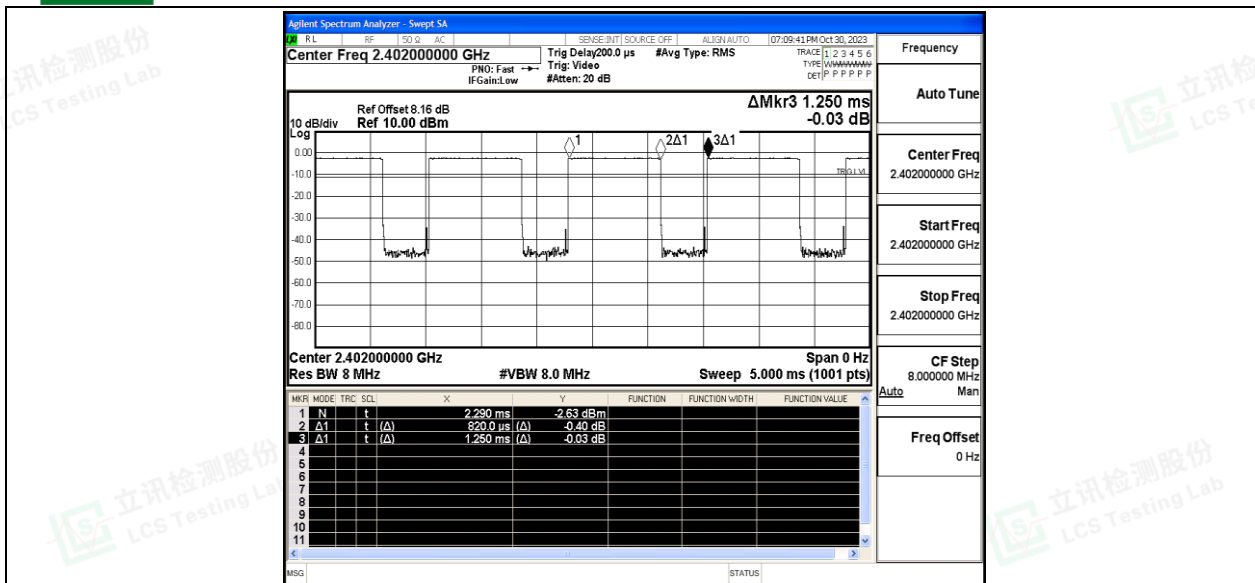 Agilent Spectrum Analyzer - Swept SA
RL RF 50 Ω AC SENSE:INT SOURCE OFF ALIGN AUTO 07:09:41 PM Oct 30, 2023
Center Freq 2.402000000 GHz
PNO: Fast
IFGain:Low
Trig Delay200.0 µs
Trig: Video
#Atten: 20 dB
#Avg Type: RMS
TRACE 1 2 3 4 5 6
TYPE WWWWWW
DET P P P P P P
Ref Offset 8.16 dB
Ref 10.00 dBm
10 dB/div
Log
ΔMkr3 1.250 ms
-0.03 dB
1
2Δ1
3Δ1
TRIG LVL
0.00
-10.0
-20.0
-30.0
-40.0
-50.0
-60.0
-70.0
-80.0
Center 2.402000000 GHz Span 0 Hz
Res BW 8 MHz #VBW 8.0 MHz Sweep 5.000 ms (1001 pts)
MKR MODE TRC SCL X Y FUNCTION FUNCTION WIDTH FUNCTION VALUE
1 N t 2.290 ms -2.63 dBm
2 Δ1 t (Δ) 820.0 µs (Δ) -0.40 dB
3 Δ1 t (Δ) 1.250 ms (Δ) -0.03 dB
4
5
6
7
8
9
10
11
MSG STATUS
Frequency
Auto Tune
Center Freq
2.402000000 GHz
Start Freq
2.402000000 GHz
Stop Freq
2.402000000 GHz
CF Step
8.000000 MHz
Auto Man
Freq Offset
0 Hz
立讯检测股份
LCS Testing Lab
立讯检测股份
LCS Testing Lab